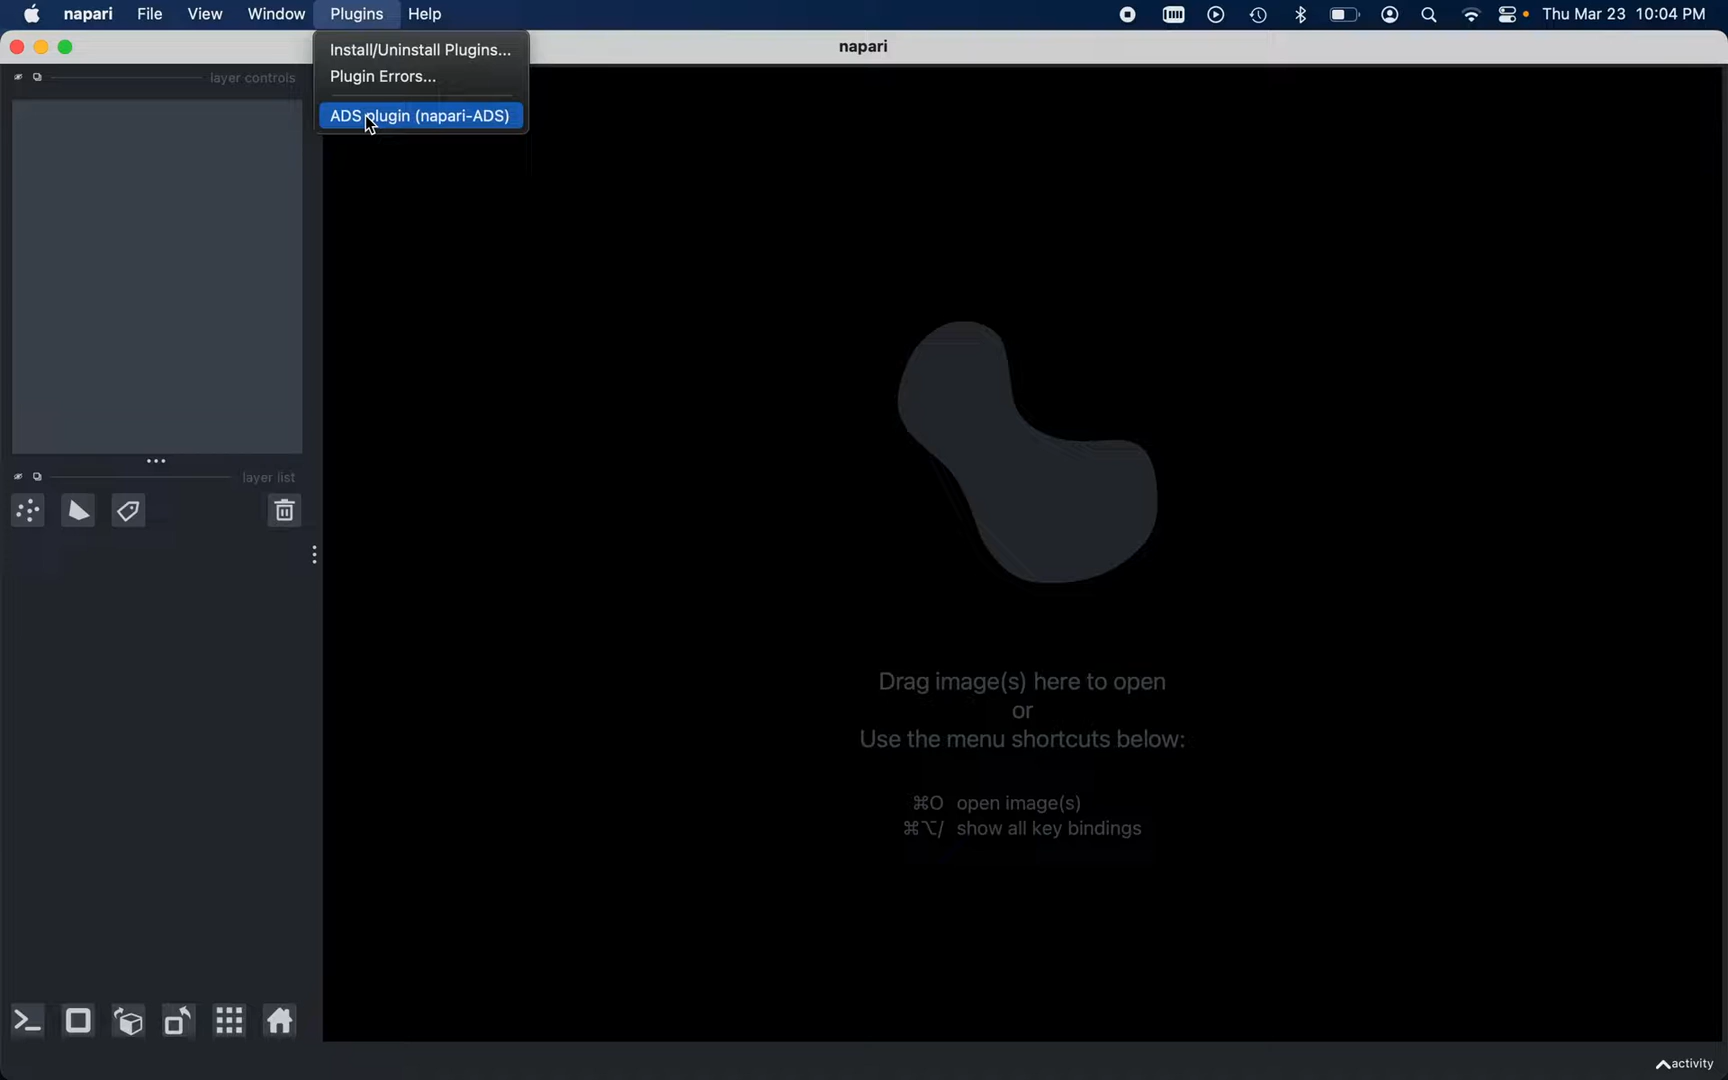 napari File View Window Plugins Help Thu Mar 23 10:04 PM
napari
Install/Uninstall Plugins...
Plugin Errors...
ADS plugin (napari-ADS)
layer controls
layer list
Drag image(s) here to open
or
Use the menu shortcuts below:
⌘O open image(s)
⌘⌥/ show all key bindings
activity